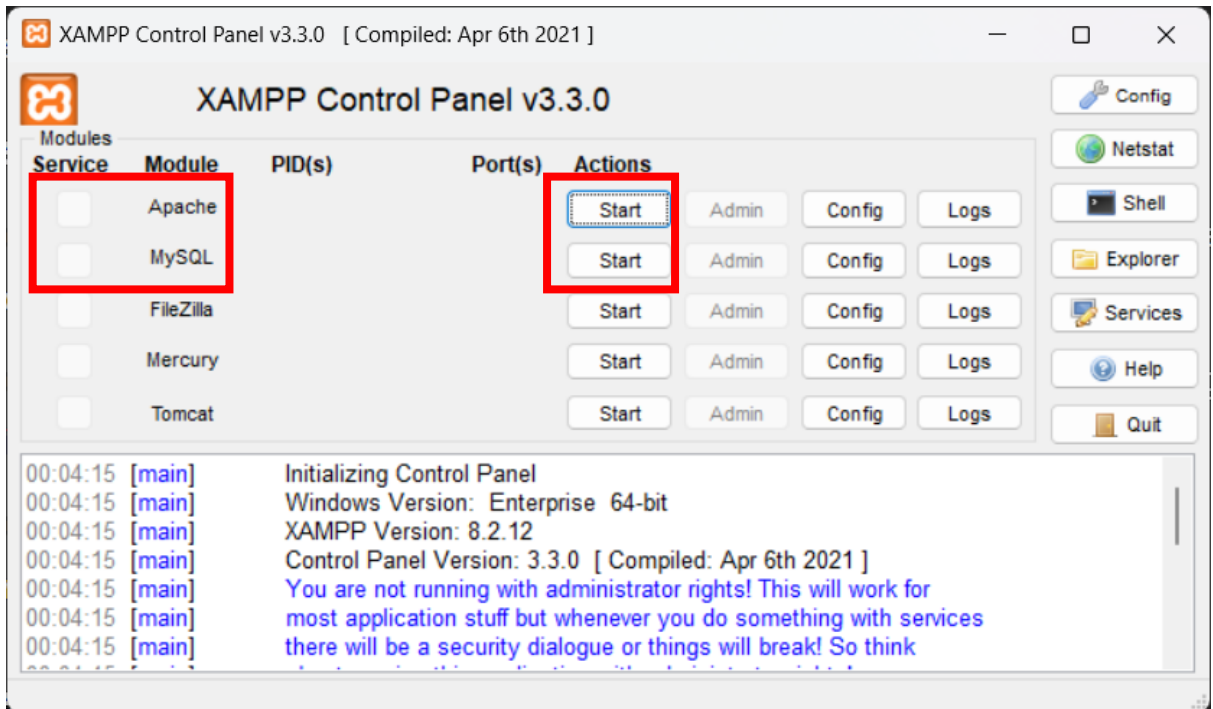 XAMPP Control Panel v3.3.0 [ Compiled: Apr 6th 2021 ]
XAMPP Control Panel v3.3.0
Config
Modules
Service Module PID(s) Port(s) Actions
Netstat
Apache Start Admin Config Logs
Shell
MySQL Start Admin Config Logs
Explorer
FileZilla Start Admin Config Logs
Services
Mercury Start Admin Config Logs
Help
Tomcat Start Admin Config Logs
Quit
00:04:15 [main] Initializing Control Panel
00:04:15 [main] Windows Version: Enterprise 64-bit
00:04:15 [main] XAMPP Version: 8.2.12
00:04:15 [main] Control Panel Version: 3.3.0 [ Compiled: Apr 6th 2021 ]
00:04:15 [main] You are not running with administrator rights! This will work for
00:04:15 [main] most application stuff but whenever you do something with services
00:04:15 [main] there will be a security dialogue or things will break! So think